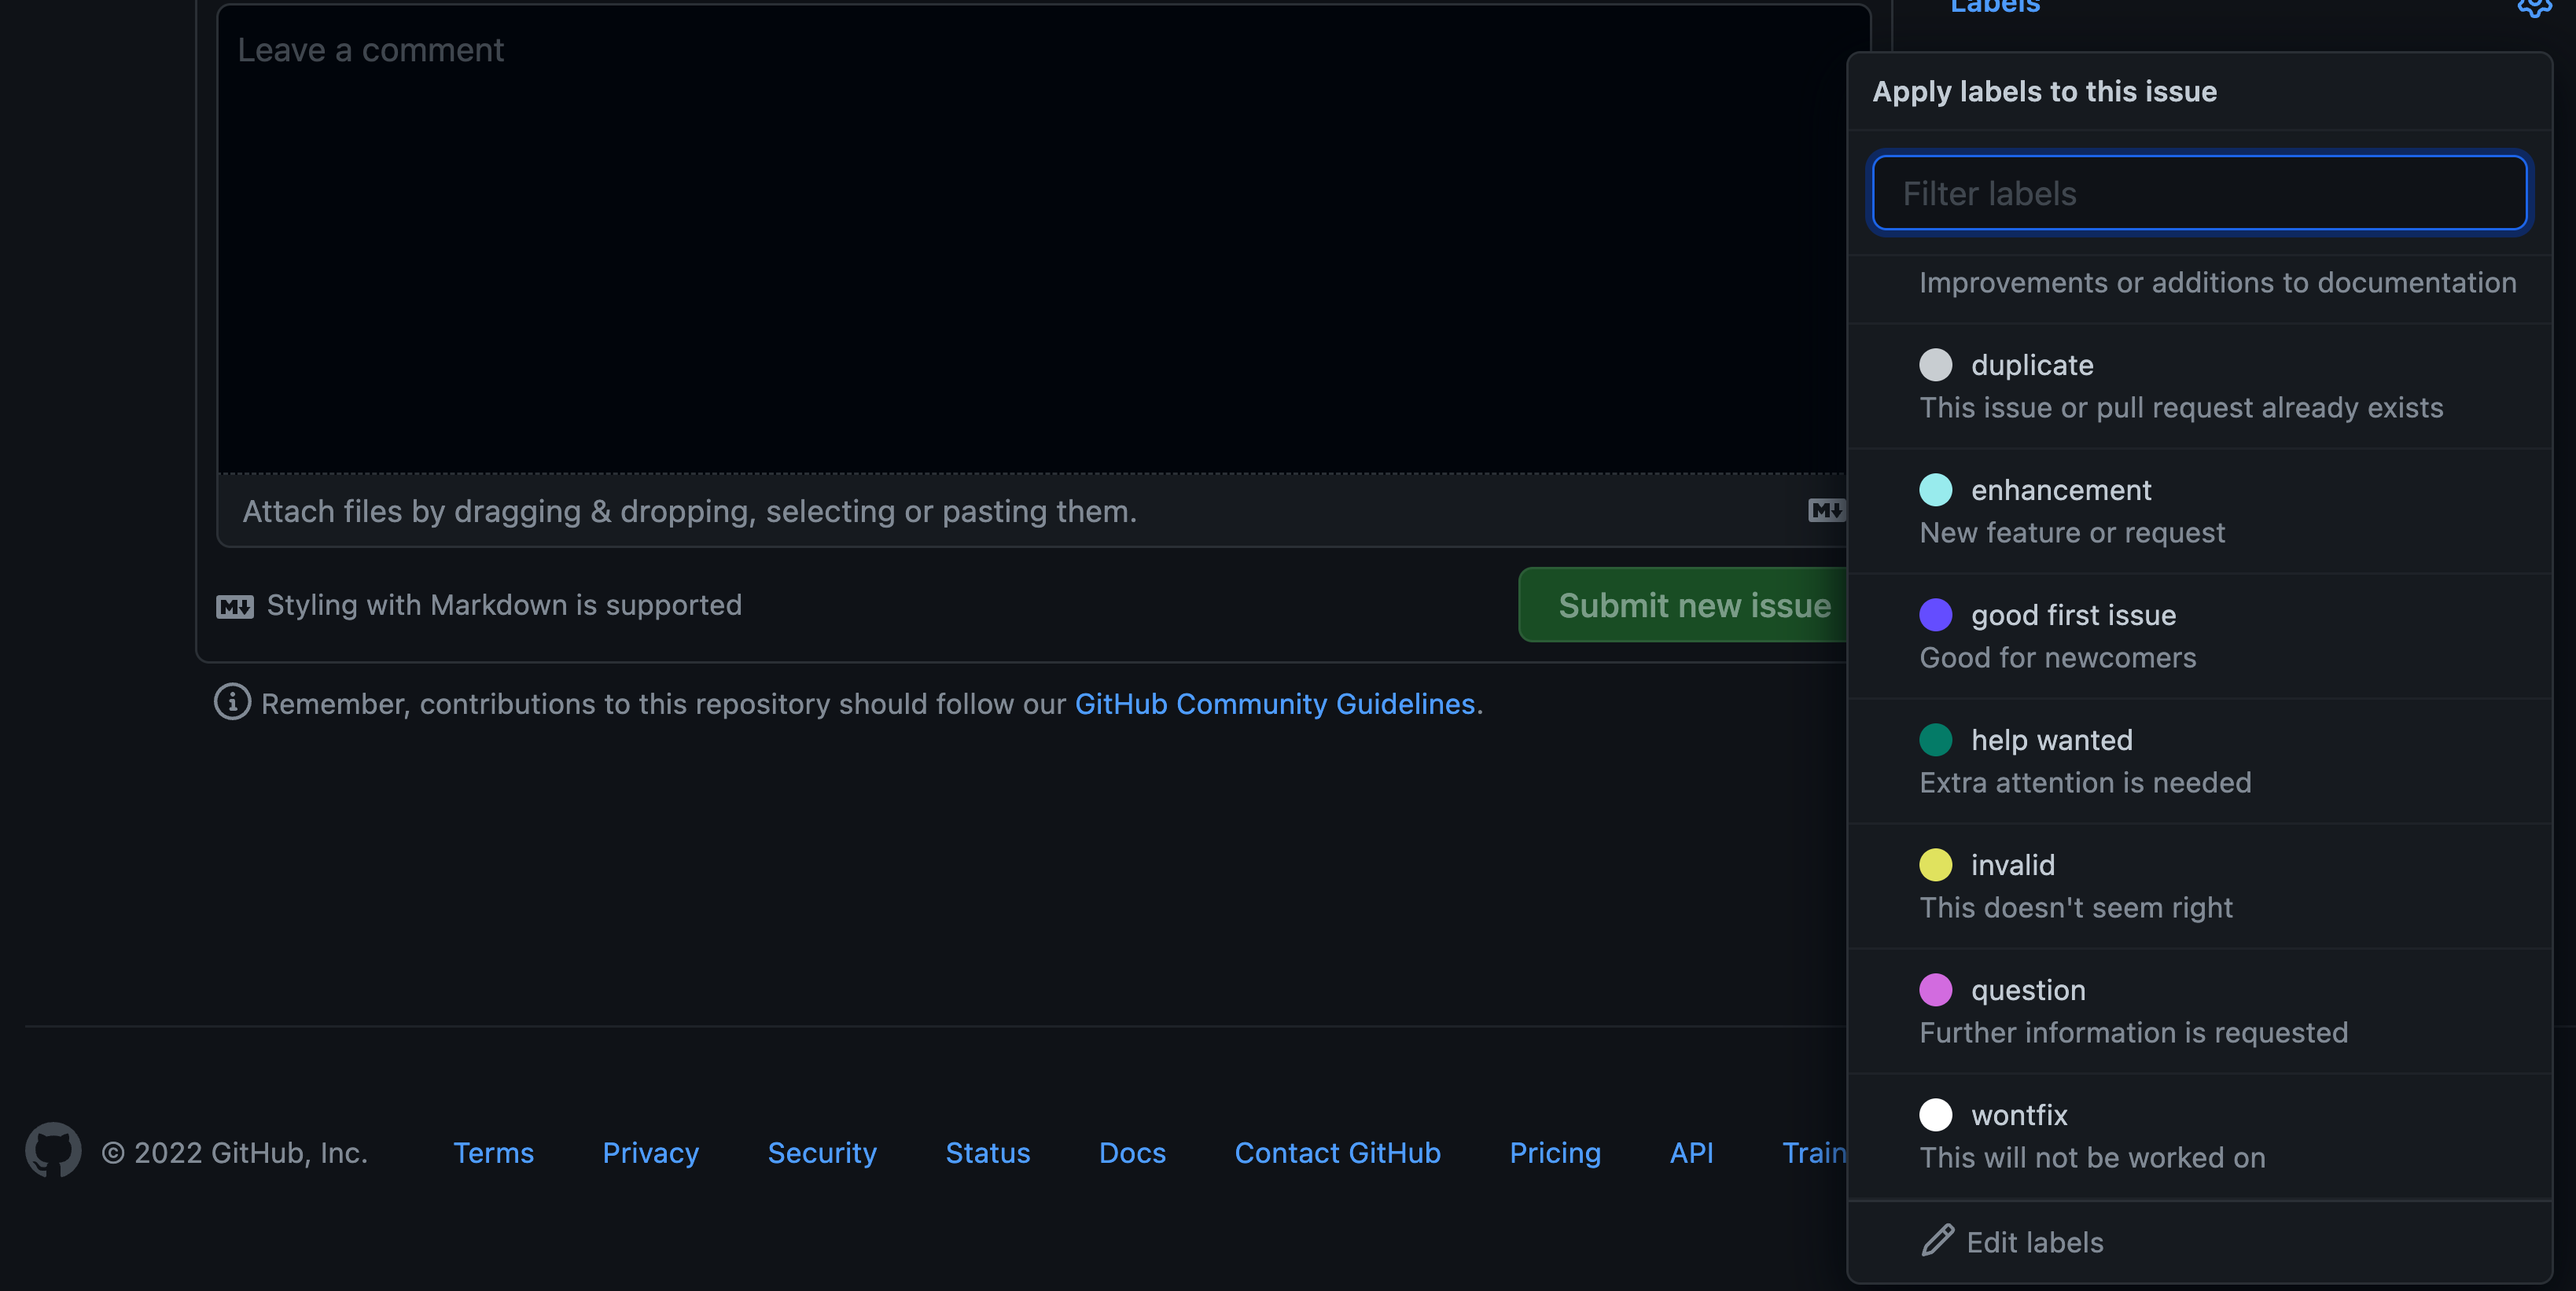 Labels
Leave a comment
Apply labels to this issue
Filter labels
Improvements or additions to documentation
duplicate
This issue or pull request already exists
enhancement
New feature or request
good first issue
Good for newcomers
help wanted
Extra attention is needed
invalid
This doesn't seem right
question
Further information is requested
wontfix
This will not be worked on
Edit labels
Attach files by dragging & dropping, selecting or pasting them.
Styling with Markdown is supported
Submit new issue
Remember, contributions to this repository should follow our GitHub Community Guidelines.
© 2022 GitHub, Inc. Terms Privacy Security Status Docs Contact GitHub Pricing API Train